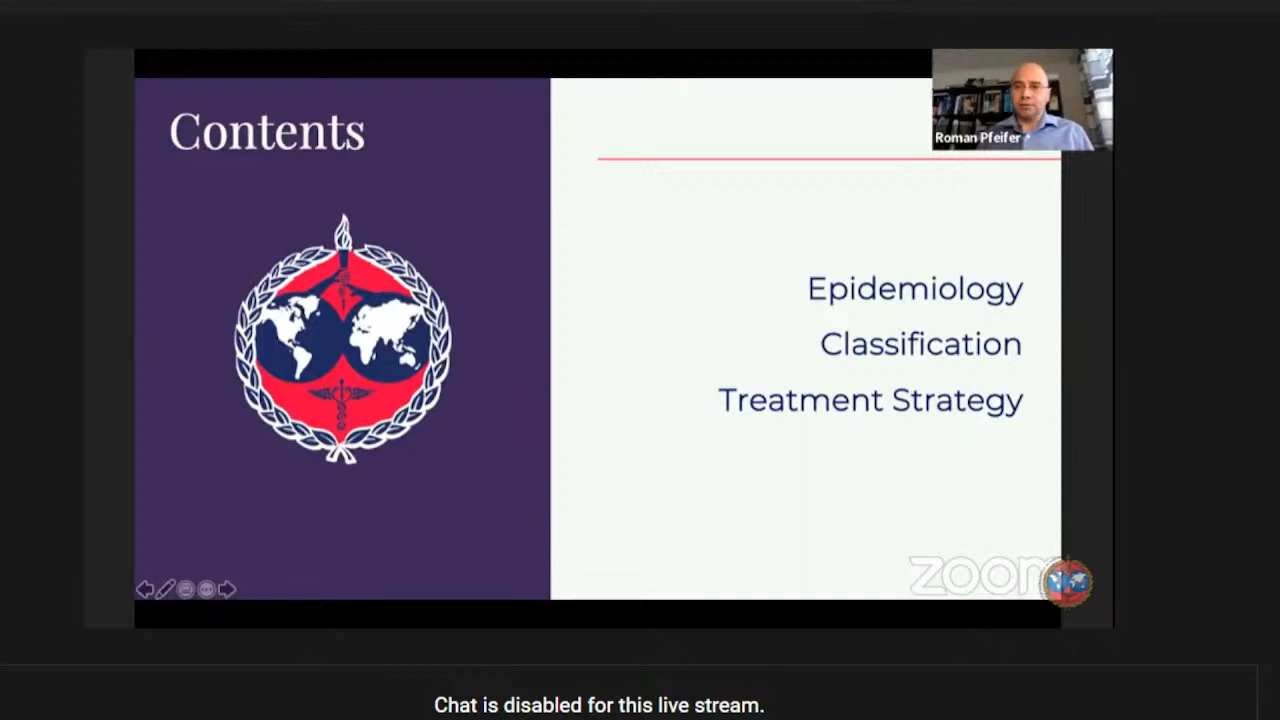 Contents
Roman Pfeifer
Epidemiology
Classification
Treatment Strategy
zoom
Chat is disabled for this live stream.